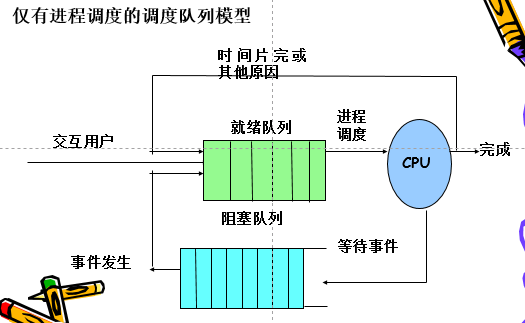 仅有进程调度的调度队列模型
时间片完或
其他原因
进程
调度
就绪队列
交互用户
CPU
完成
阻塞队列
等待事件
事件发生